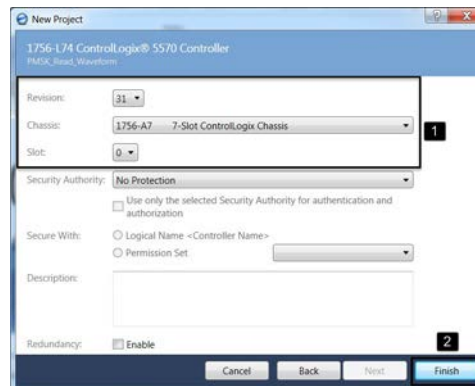 New Project
1756-L74 ControlLogix® 5570 Controller
PMSK_Read_Waveform
Revision: 31
Chassis: 1756-A7 7-Slot ControlLogix Chassis
1
Slot: 0
Security Authority: No Protection
Use only the selected Security Authority for authentication and
authorization
Secure With: Logical Name <Controller Name>
Permission Set
Description:
2
Redundancy: Enable
Cancel Back Next Finish